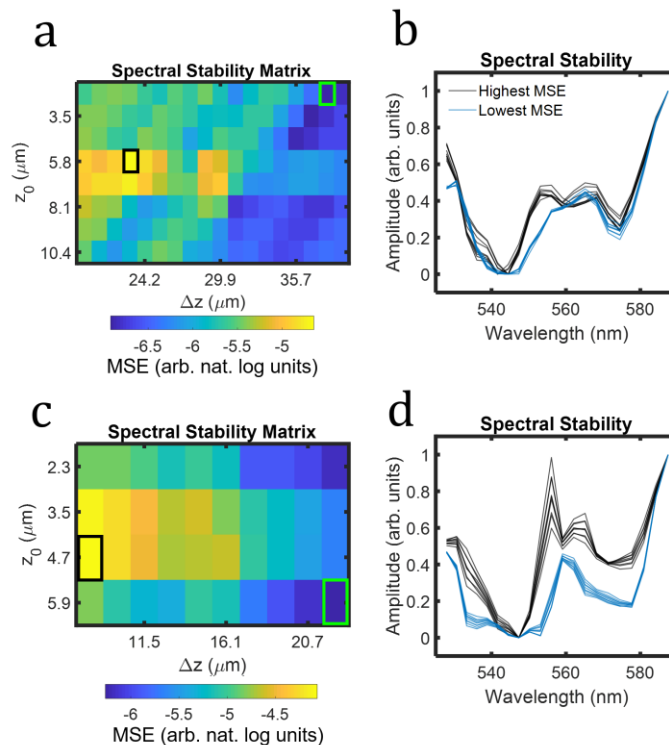 a
Spectral Stability Matrix
z0 (μm)
3.5
5.8
8.1
10.4
24.2 29.9 35.7
Δz (μm)
-6.5 -6 -5.5 -5
MSE (arb. nat. log units)
b
Spectral Stability
Highest MSE
Lowest MSE
Amplitude (arb. units)
1
0.8
0.6
0.4
0.2
0
540 560 580
Wavelength (nm)
c
Spectral Stability Matrix
z0 (μm)
2.3
3.5
4.7
5.9
11.5 16.1 20.7
Δz (μm)
-6 -5.5 -5 -4.5
MSE (arb. nat. log units)
d
Spectral Stability
Amplitude (arb. units)
1
0.8
0.6
0.4
0.2
0
540 560 580
Wavelength (nm)